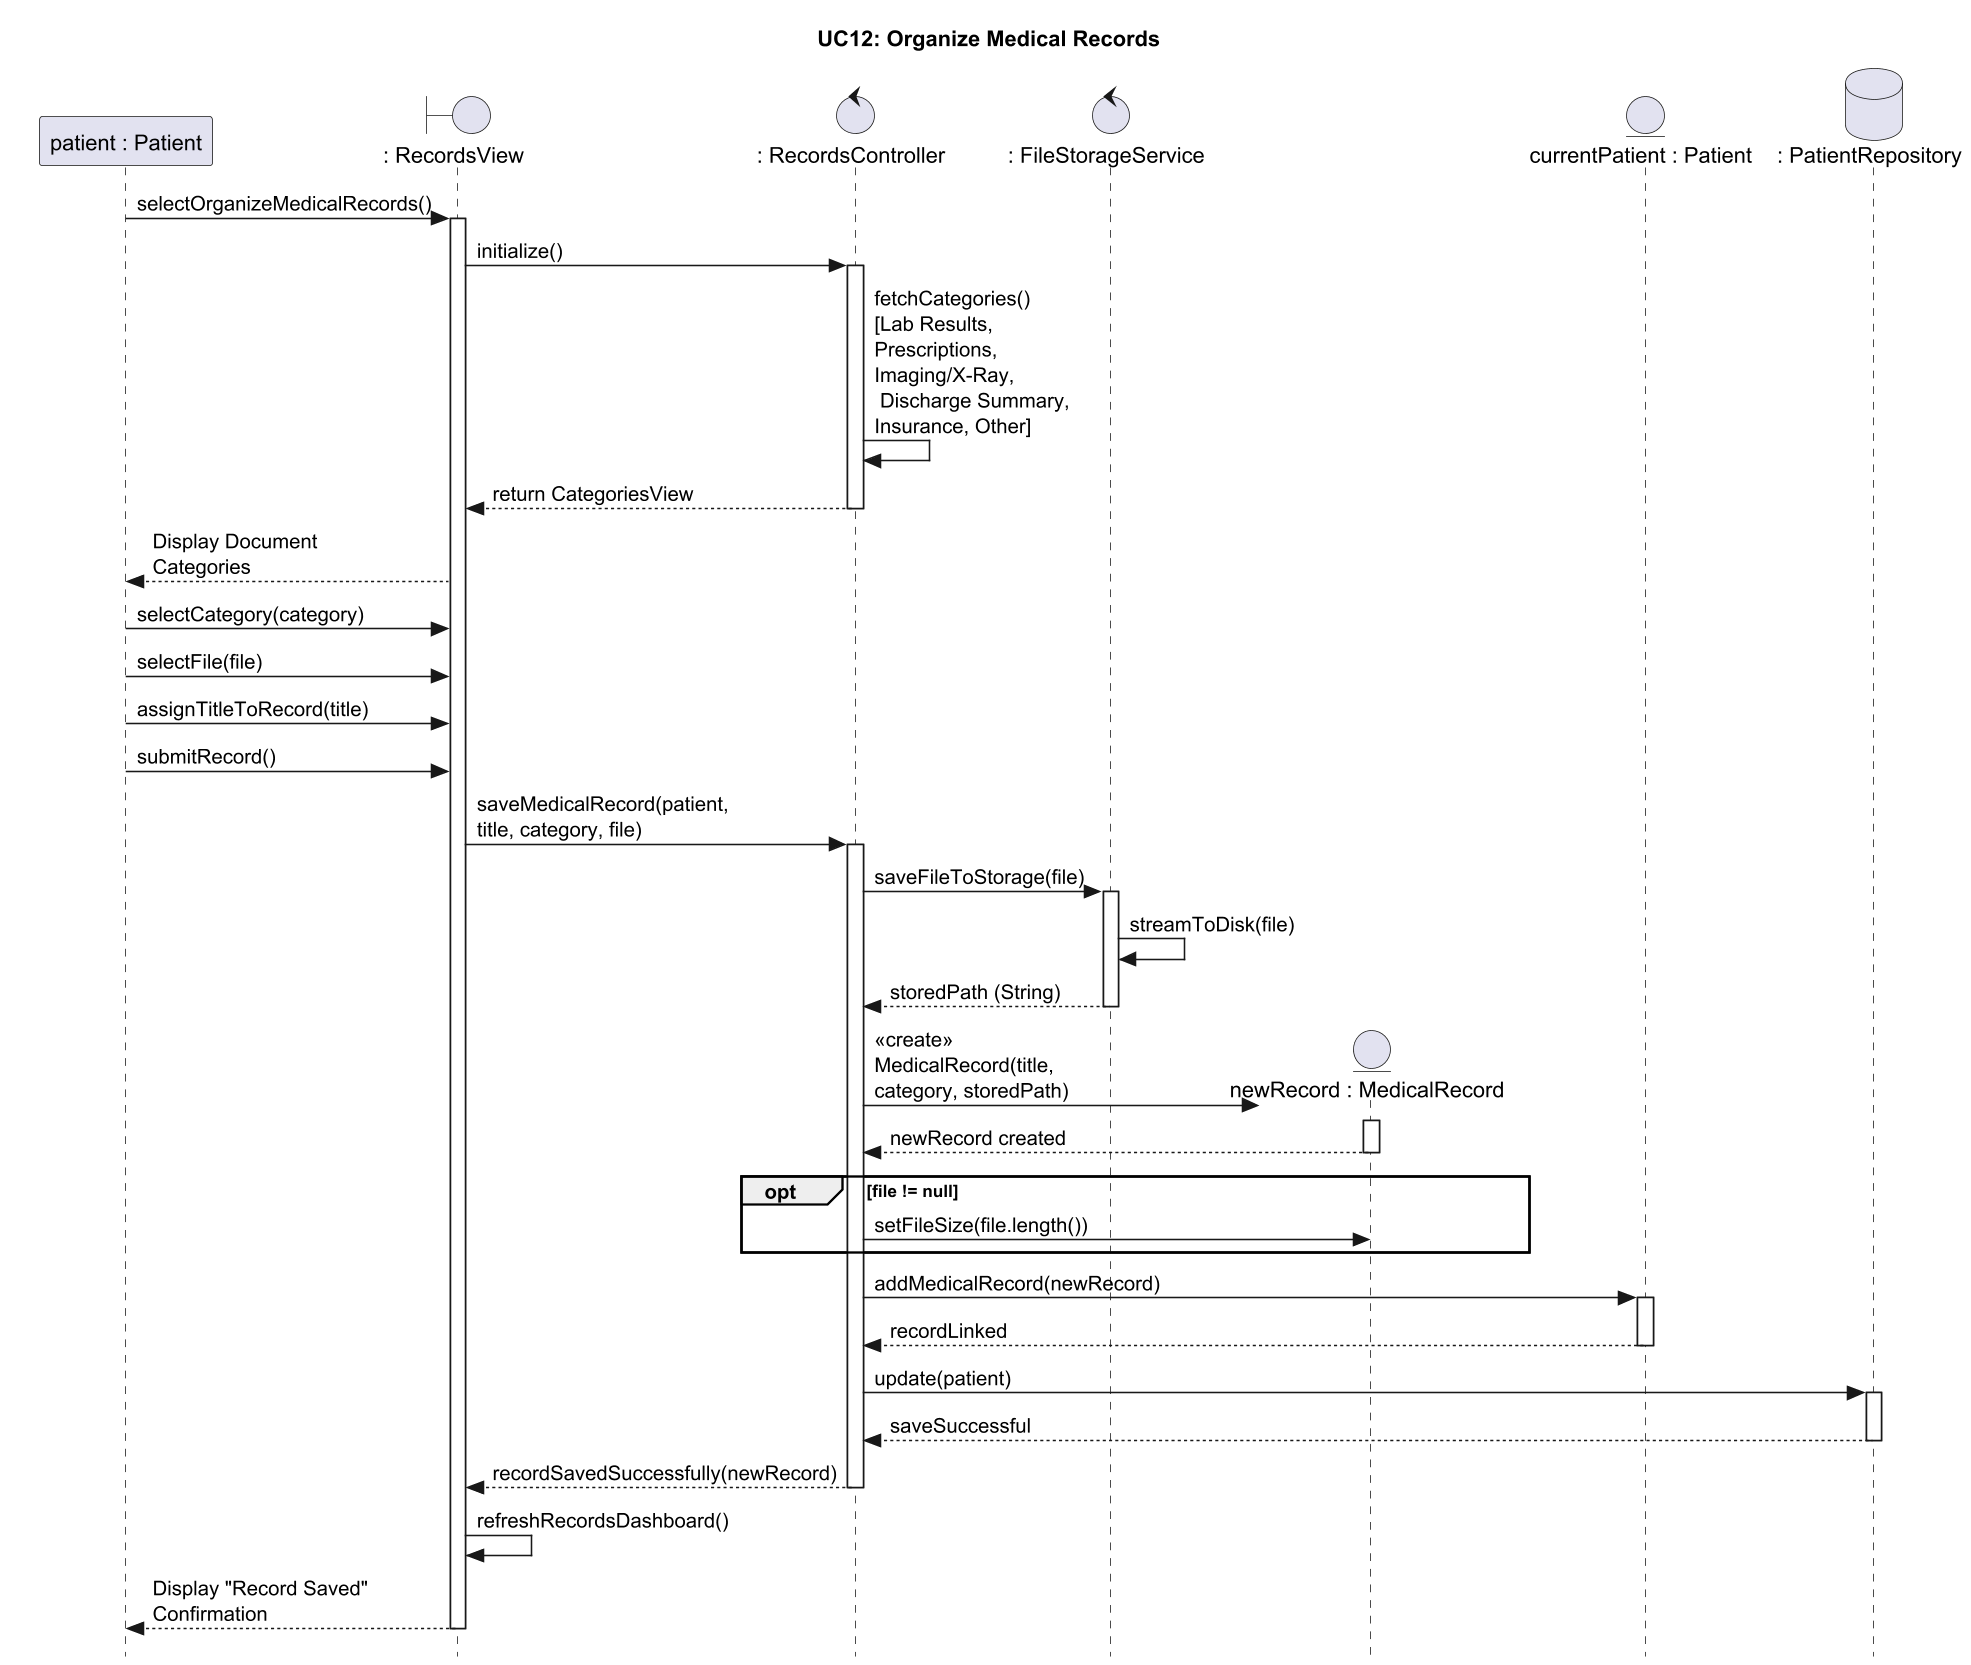 UC12: Organize Medical Records
patient : Patient
: RecordsView
: RecordsController
: FileStorageService
currentPatient : Patient
: PatientRepository
selectOrganizeMedicalRecords()
initialize()
fetchCategories()
[Lab Results,
Prescriptions,
Imaging/X-Ray,
Discharge Summary,
Insurance, Other]
return CategoriesView
Display Document
Categories
selectCategory(category)
selectFile(file)
assignTitleToRecord(title)
submitRecord()
saveMedicalRecord(patient,
title, category, file)
saveFileToStorage(file)
streamToDisk(file)
storedPath (String)
«create»
MedicalRecord(title,
category, storedPath)
newRecord : MedicalRecord
newRecord created
opt
[file != null]
setFileSize(file.length())
addMedicalRecord(newRecord)
recordLinked
update(patient)
saveSuccessful
recordSavedSuccessfully(newRecord)
refreshRecordsDashboard()
Display "Record Saved"
Confirmation